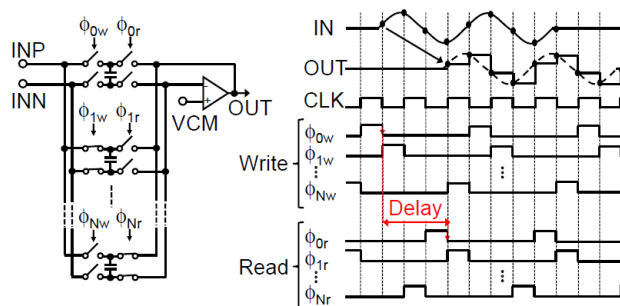 INP
INN
ϕ0w
ϕ0r
-
+
VCM
OUT
ϕ1w
ϕ1r
ϕNw
ϕNr
IN
OUT
CLK
Write
ϕ0w
ϕ1w
⋮
⋮
ϕNw
Delay
Read
ϕ0r
ϕ1r
⋮
⋮
ϕNr